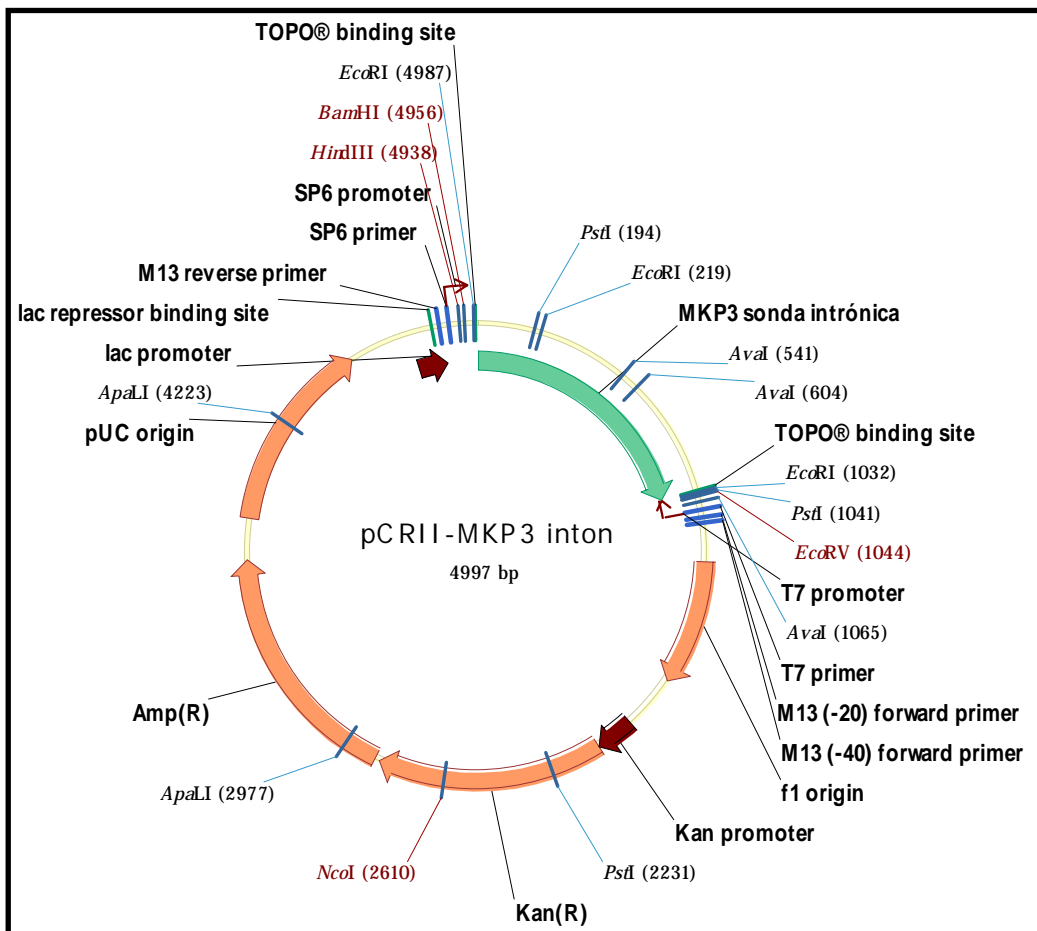 TOPO® binding site
EcoRI (4987)
BamHI (4956)
HindIII (4938)
SP6 promoter
SP6 primer
M13 reverse primer
lac repressor binding site
lac promoter
ApaLI (4223)
pUC origin
PstI (194)
EcoRI (219)
MKP3 sonda intrónica
AvaI (541)
AvaI (604)
TOPO® binding site
EcoRI (1032)
PstI (1041)
EcoRV (1044)
T7 promoter
AvaI (1065)
T7 primer
M13 (-20) forward primer
M13 (-40) forward primer
f1 origin
Kan promoter
PstI (2231)
Kan(R)
NcoI (2610)
ApaLI (2977)
Amp(R)
pCRII-MKP3 inton
4997 bp